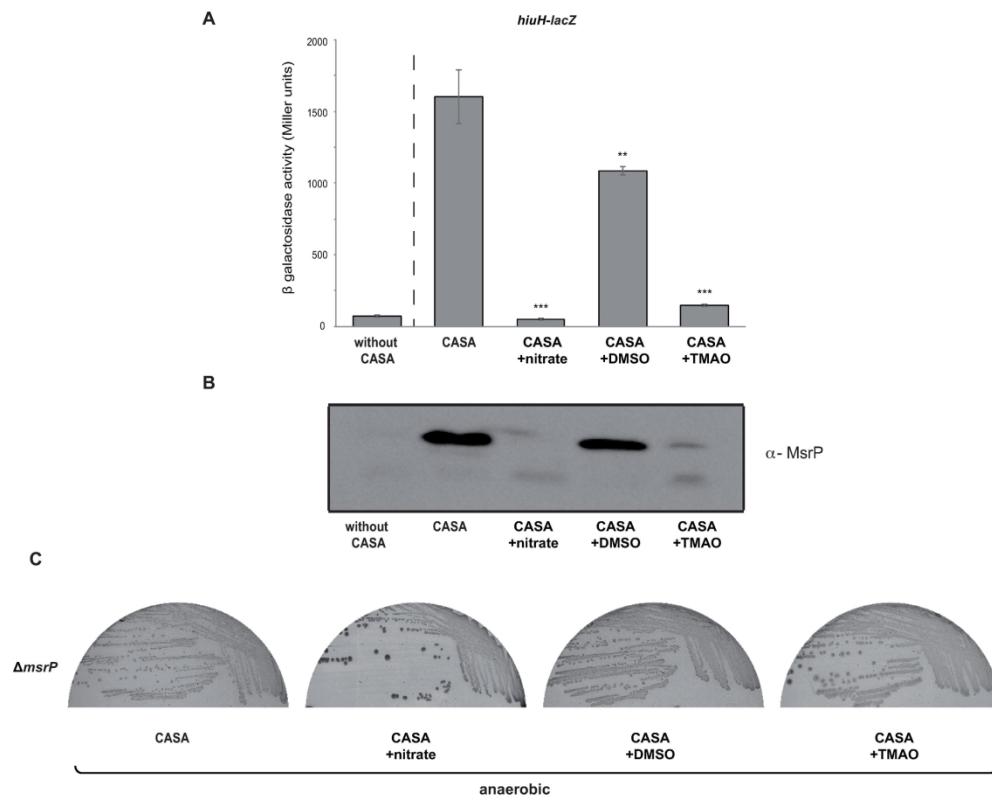 A
hiuH-lacZ
β galactosidase activity (Miller units)
2000
1500
1000
500
0
***
**
***
without
CASA
CASA
CASA
+nitrate
CASA
+DMSO
CASA
+TMAO
B
α- MsrP
without
CASA
CASA
CASA
+nitrate
CASA
+DMSO
CASA
+TMAO
C
ΔmsrP
CASA
CASA
+nitrate
CASA
+DMSO
CASA
+TMAO
anaerobic